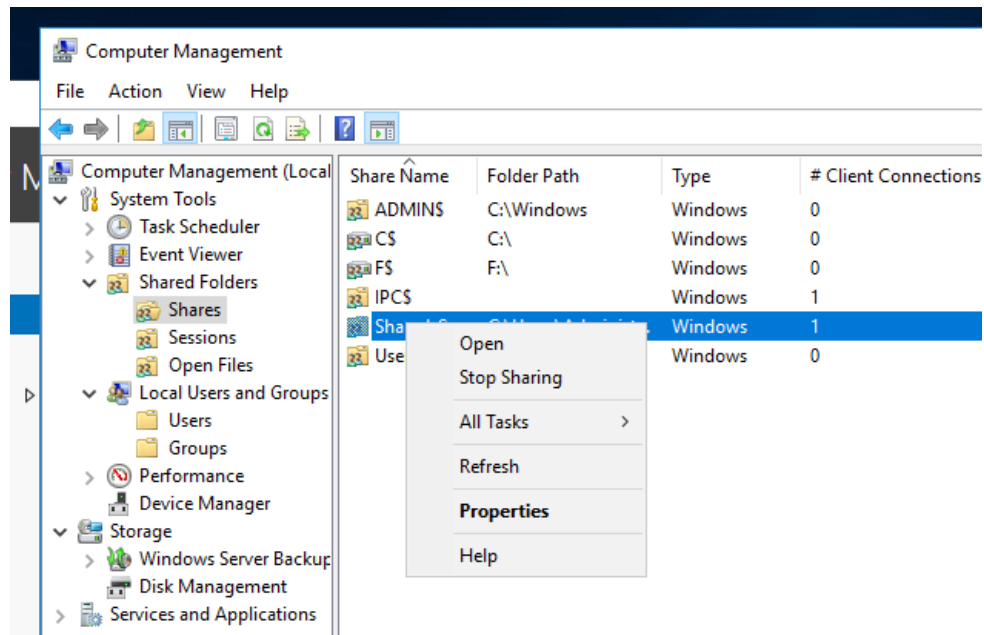 Computer Management
File Action View Help
Computer Management (Local
System Tools
Task Scheduler
Event Viewer
Shared Folders
Shares
Sessions
Open Files
Local Users and Groups
Users
Groups
Performance
Device Manager
Storage
Windows Server Backup
Disk Management
Services and Applications
Share Name Folder Path Type # Client Connections
ADMIN$ C:\Windows Windows 0
C$ C:\ Windows 0
F$ F:\ Windows 0
IPC$ Windows 1
Windows 1
Use Windows 0
Open
Stop Sharing
All Tasks
Refresh
Properties
Help